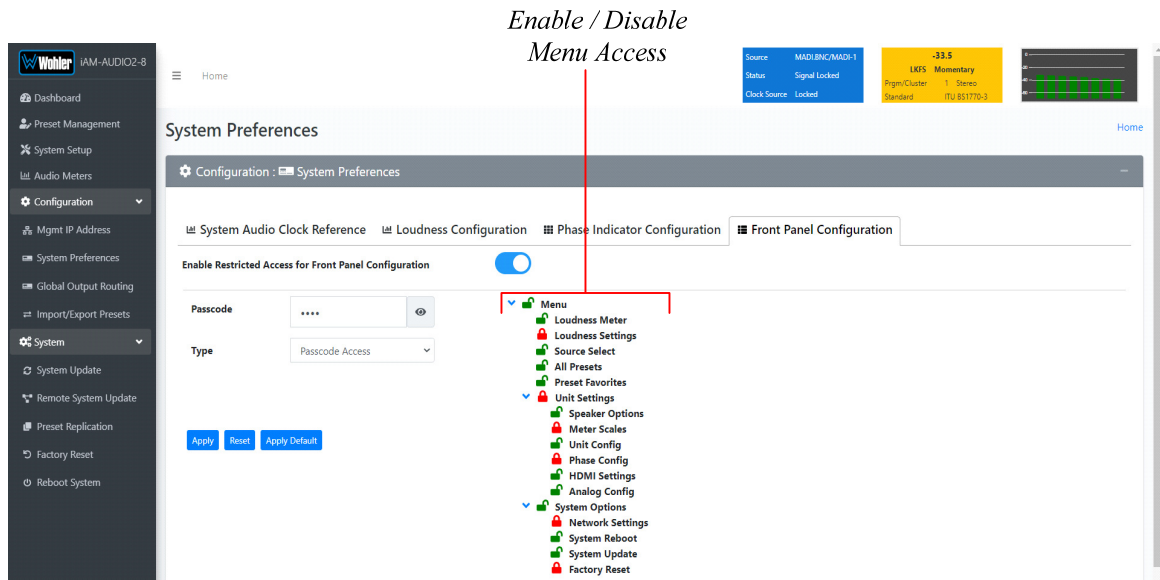 Enable / Disable
Menu Access
Wohler iAM-AUDIO2-8
Home
Source MADI.BNC/MADI-1
Status Signal Locked
Clock Source Locked
-33.5
LKFS Momentary
Prgm/Cluster 1 Stereo
Standard ITU BS1770-3
Dashboard
Preset Management
System Setup
Audio Meters
Configuration
Mgmt IP Address
System Preferences
Global Output Routing
Import/Export Presets
System
System Update
Remote System Update
Preset Replication
Factory Reset
Reboot System
System Preferences
Home
Configuration : System Preferences
System Audio Clock Reference Loudness Configuration Phase Indicator Configuration Front Panel Configuration
Enable Restricted Access for Front Panel Configuration
Passcode ••••
Type Passcode Access
Apply Reset Apply Default
Menu
Loudness Meter
Loudness Settings
Source Select
All Presets
Preset Favorites
Unit Settings
Speaker Options
Meter Scales
Unit Config
Phase Config
HDMI Settings
Analog Config
System Options
Network Settings
System Reboot
System Update
Factory Reset